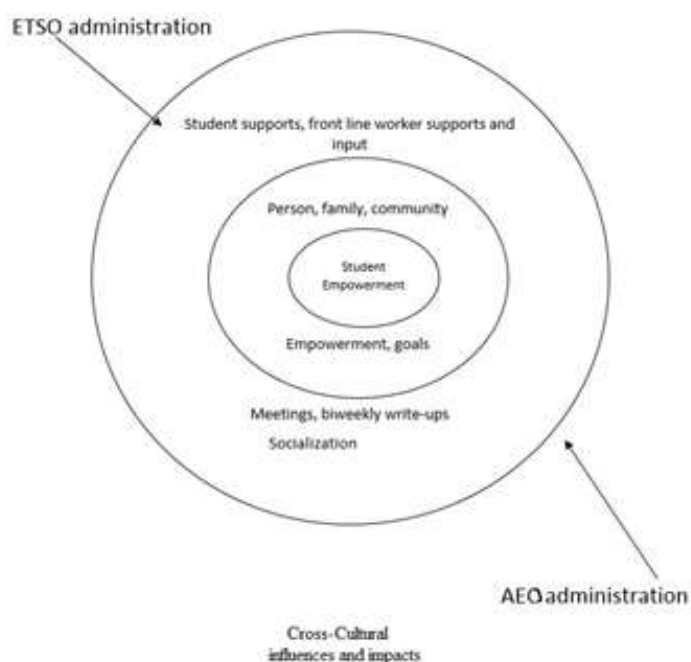 ETSO administration
Student supports, front line worker supports and
input
Person, family, community
Student
Empowerment
Empowerment, goals
Meetings, biweekly write-ups
Socialization
administration
Cross-Cultural
influences and impacts